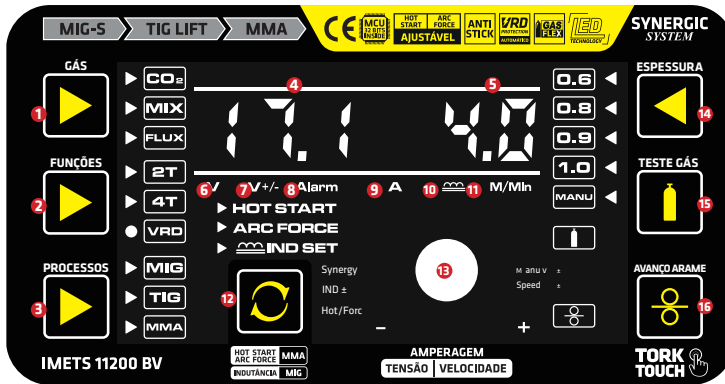 MIG-S TIG LIFT MMA
CE MCU 32 BITS INSIDE HOT START ARC FORCE AJUSTÁVEL ANTI STICK VRD PROTECTION AUTOMÁTICO GAS FLEX LED TECHNOLOGY
SYNERGIC
SYSTEM
GÁS
1
FUNÇÕES
2
PROCESSOS
3
CO₂
MIX
FLUX
2T
4T
VRD
MIG
TIG
MMA
4 5
17.1 4.0
6 V 7 V+/- 8 Alarm 9 A 10 11 M/MIn
HOT START
ARC FORCE
IND SET
12
Synergy
IND ±
Hot/Forc
13
Manu V ±
Speed ±
- +
0.6
0.8
0.9
1.0
MANU
ESPESSURA
14
TESTE GÁS
15
AVANÇO ARAME
16
IMETS 11200 BV
HOT START ARC FORCE MMA
INDUTÂNCIA MIG
AMPERAGEM
TENSÃO | VELOCIDADE
TORK
TOUCH